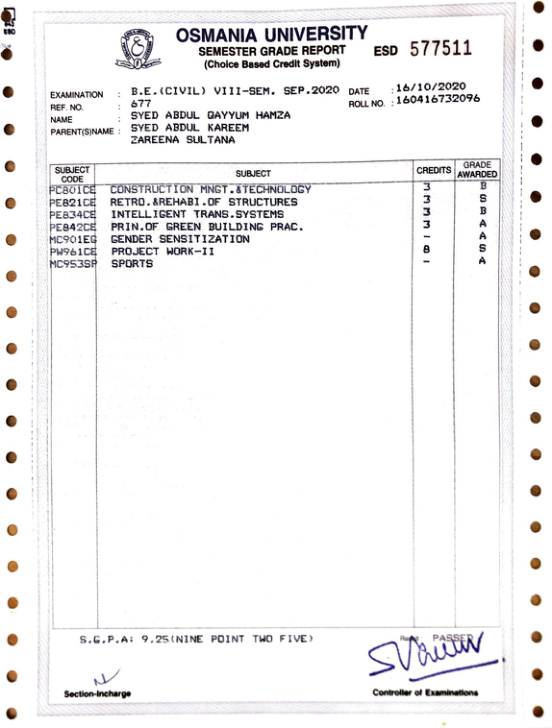 OSMANIA UNIVERSITY
SEMESTER GRADE REPORT
(Choice Based Credit System)
ESD 577511
EXAMINATION : B.E.(CIVIL) VIII-SEM. SEP.2020 DATE : 16/10/2020
REF. NO. : 677 ROLL NO. : 160416732096
NAME : SYED ABDUL QAYYUM HAMZA
PARENT(S)NAME : SYED ABDUL KAREEM
ZAREENA SULTANA
SUBJECT CODE SUBJECT CREDITS GRADE AWARDED
PC801CE CONSTRUCTION MNGT.&TECHNOLOGY 3 B
PE821CE RETRO.&REHABI.OF STRUCTURES 3 S
PE834CE INTELLIGENT TRANS.SYSTEMS 3 B
PE842CE PRIN.OF GREEN BUILDING PRAC. 3 A
MC901EG GENDER SENSITIZATION - A
PW961CE PROJECT WORK-II 8 S
MC953SP SPORTS - A
S.G.P.A: 9.25(NINE POINT TWO FIVE) PASSED
Section-Incharge Controller of Examinations